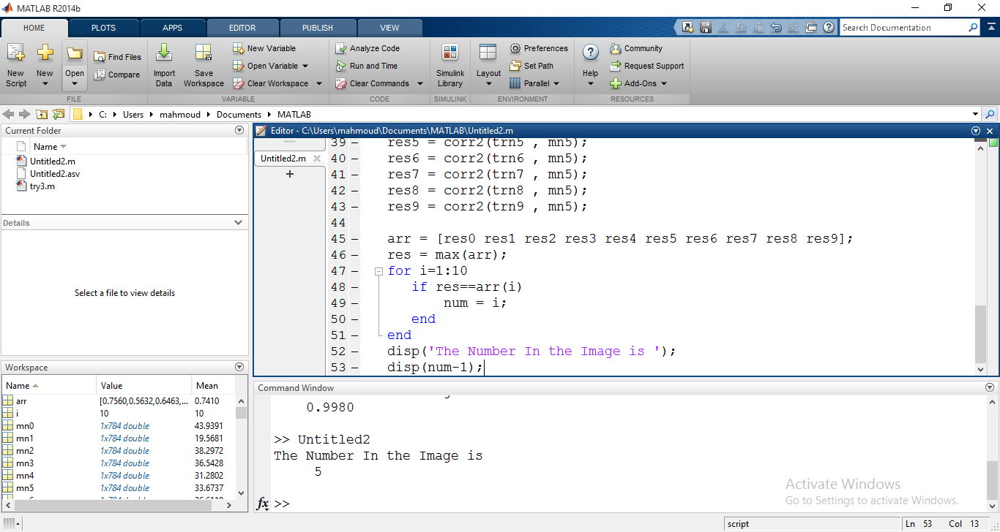 MATLAB R2014b
HOME PLOTS APPS EDITOR PUBLISH VIEW
Search Documentation
New Script
New
Open
Find Files
Compare
Import Data
Save Workspace
New Variable
Open Variable
Clear Workspace
Analyze Code
Run and Time
Clear Commands
Simulink Library
Layout
Preferences
Set Path
Parallel
Help
Community
Request Support
Add-Ons
FILE VARIABLE CODE SIMULINK ENVIRONMENT RESOURCES
C: Users mahmoud Documents MATLAB
Current Folder
Name
Untitled2.m
Untitled2.asv
try3.m
Details
Select a file to view details
Workspace
Name Value Mean
arr [0.7560,0.5632,0.6463,... 0.7410
i 10 10
mn0 1x784 double 43.9391
mn1 1x784 double 19.5681
mn2 1x784 double 38.2972
mn3 1x784 double 36.5428
mn4 1x784 double 31.2802
mn5 1x784 double 33.6737
Editor - C:\Users\mahmoud\Documents\MATLAB\Untitled2.m
Untitled2.m
+
39 – res5 = corr2(trn5 , mn5);
40 – res6 = corr2(trn6 , mn5);
41 – res7 = corr2(trn7 , mn5);
42 – res8 = corr2(trn8 , mn5);
43 – res9 = corr2(trn9 , mn5);
44
45 – arr = [res0 res1 res2 res3 res4 res5 res6 res7 res8 res9];
46 – res = max(arr);
47 – for i=1:10
48 – if res==arr(i)
49 – num = i;
50 – end
51 – end
52 – disp('The Number In the Image is ');
53 – disp(num-1);
Command Window
0.9980
>> Untitled2
The Number In the Image is
5
fx >>
Activate Windows
Go to Settings to activate Windows.
script Ln 53 Col 13